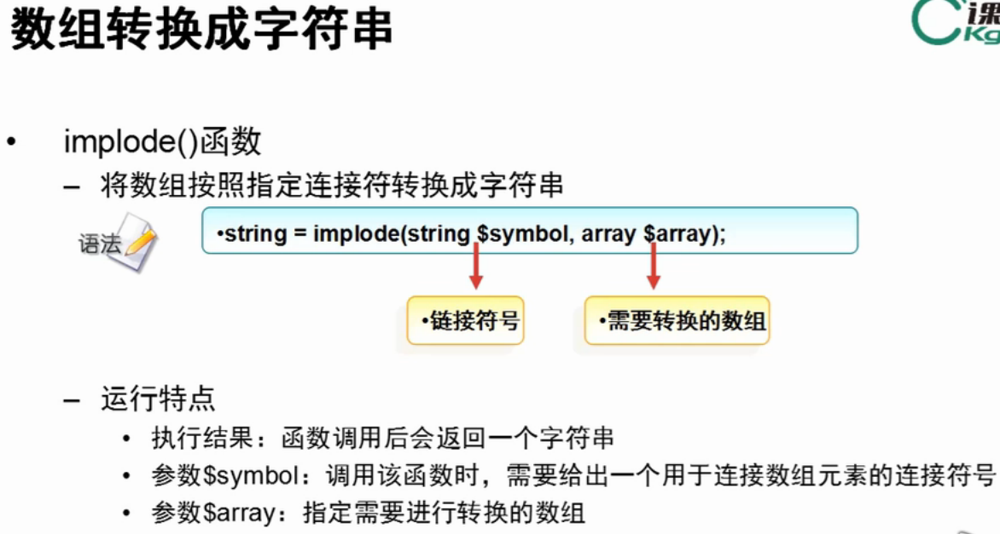 数组转换成字符串
课
Kg
• implode()函数
– 将数组按照指定连接符转换成字符串
语法
•string = implode(string $symbol, array $array);
•链接符号
•需要转换的数组
– 运行特点
• 执行结果：函数调用后会返回一个字符串
• 参数$symbol：调用该函数时，需要给出一个用于连接数组元素的连接符号
• 参数$array：指定需要进行转换的数组